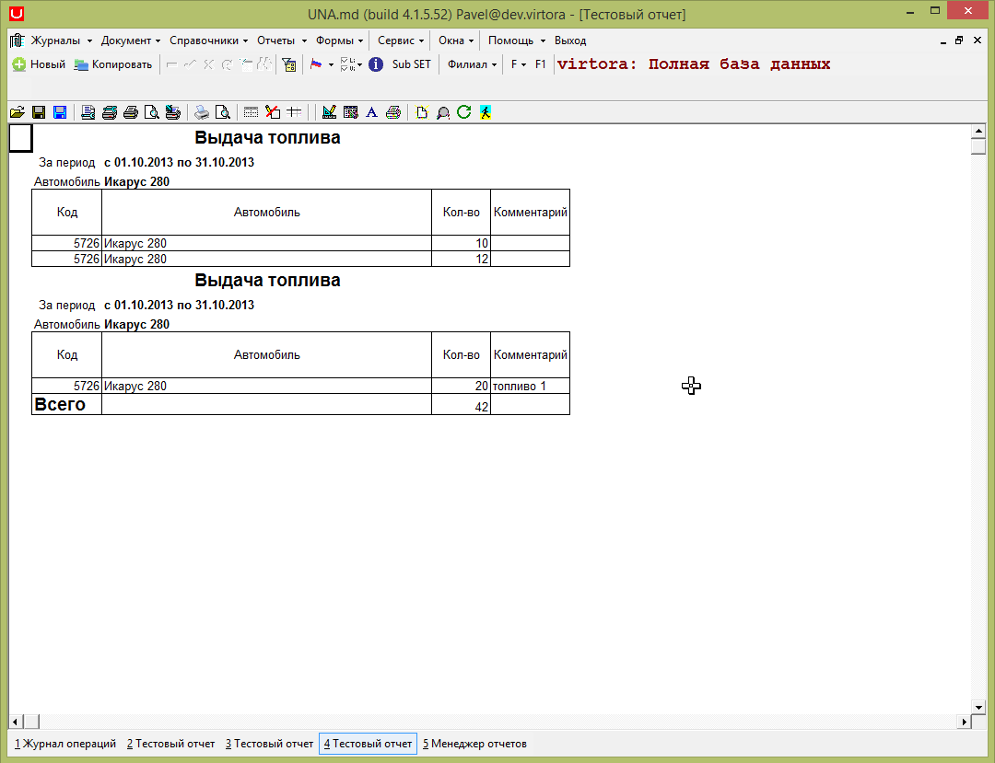 UNA.md (build 4.1.5.52) Pavel@dev.virtora - [Тестовый отчет]
Журналы Документ Справочники Отчеты Формы Сервис Окна Помощь Выход
Новый Копировать Sub SET Филиал F F1 virtora: Полная база данных
Выдача топлива
За период с 01.10.2013 по 31.10.2013
Автомобиль Икарус 280
Код Автомобиль Кол-во Комментарий
5726 Икарус 280 10
5726 Икарус 280 12
Выдача топлива
За период с 01.10.2013 по 31.10.2013
Автомобиль Икарус 280
Код Автомобиль Кол-во Комментарий
5726 Икарус 280 20 топливо 1
Всего 42
1 Журнал операций 2 Тестовый отчет 3 Тестовый отчет 4 Тестовый отчет 5 Менеджер отчетов